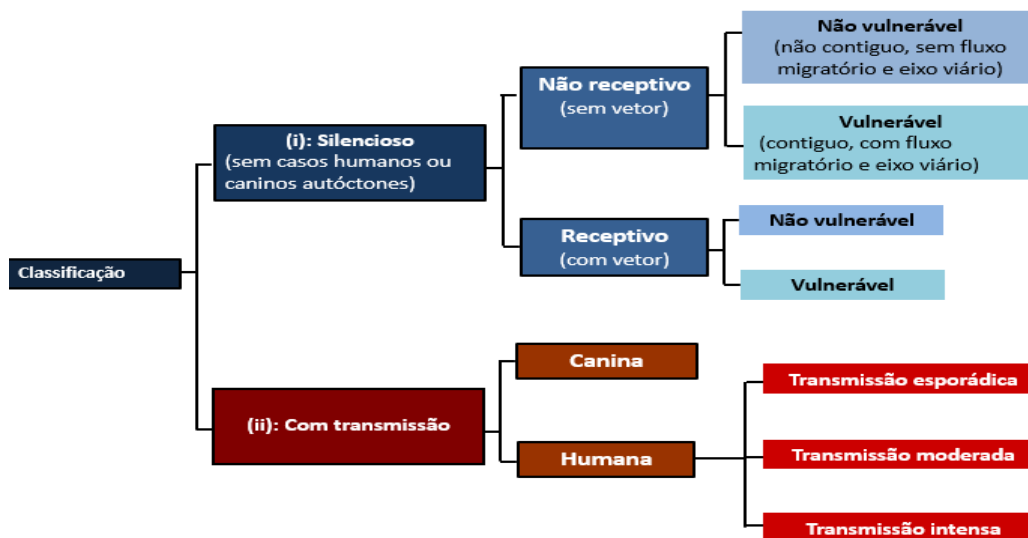 Classificação
(i): Silencioso
(sem casos humanos ou
caninos autóctones)
Não receptivo
(sem vetor)
Não vulnerável
(não contiguo, sem fluxo
migratório e eixo viário)
Vulnerável
(contiguo, com fluxo
migratório e eixo viário)
Receptivo
(com vetor)
Não vulnerável
Vulnerável
(ii): Com transmissão
Canina
Humana
Transmissão esporádica
Transmissão moderada
Transmissão intensa